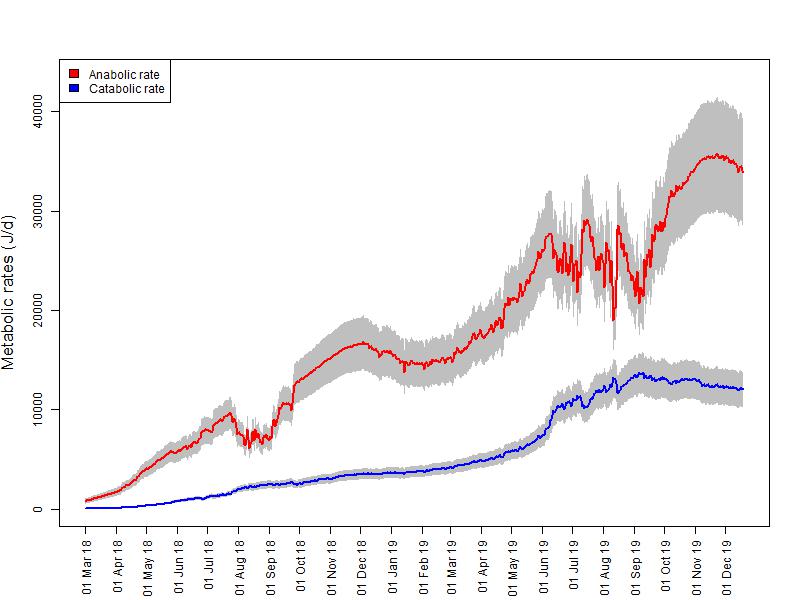 Anabolic rate
Catabolic rate
Metabolic rates (J/d)
40000
30000
20000
10000
0
01 Mar 18
01 Apr 18
01 May 18
01 Jun 18
01 Jul 18
01 Aug 18
01 Sep 18
01 Oct 18
01 Nov 18
01 Dec 18
01 Jan 19
01 Feb 19
01 Mar 19
01 Apr 19
01 May 19
01 Jun 19
01 Jul 19
01 Aug 19
01 Sep 19
01 Oct 19
01 Nov 19
01 Dec 19